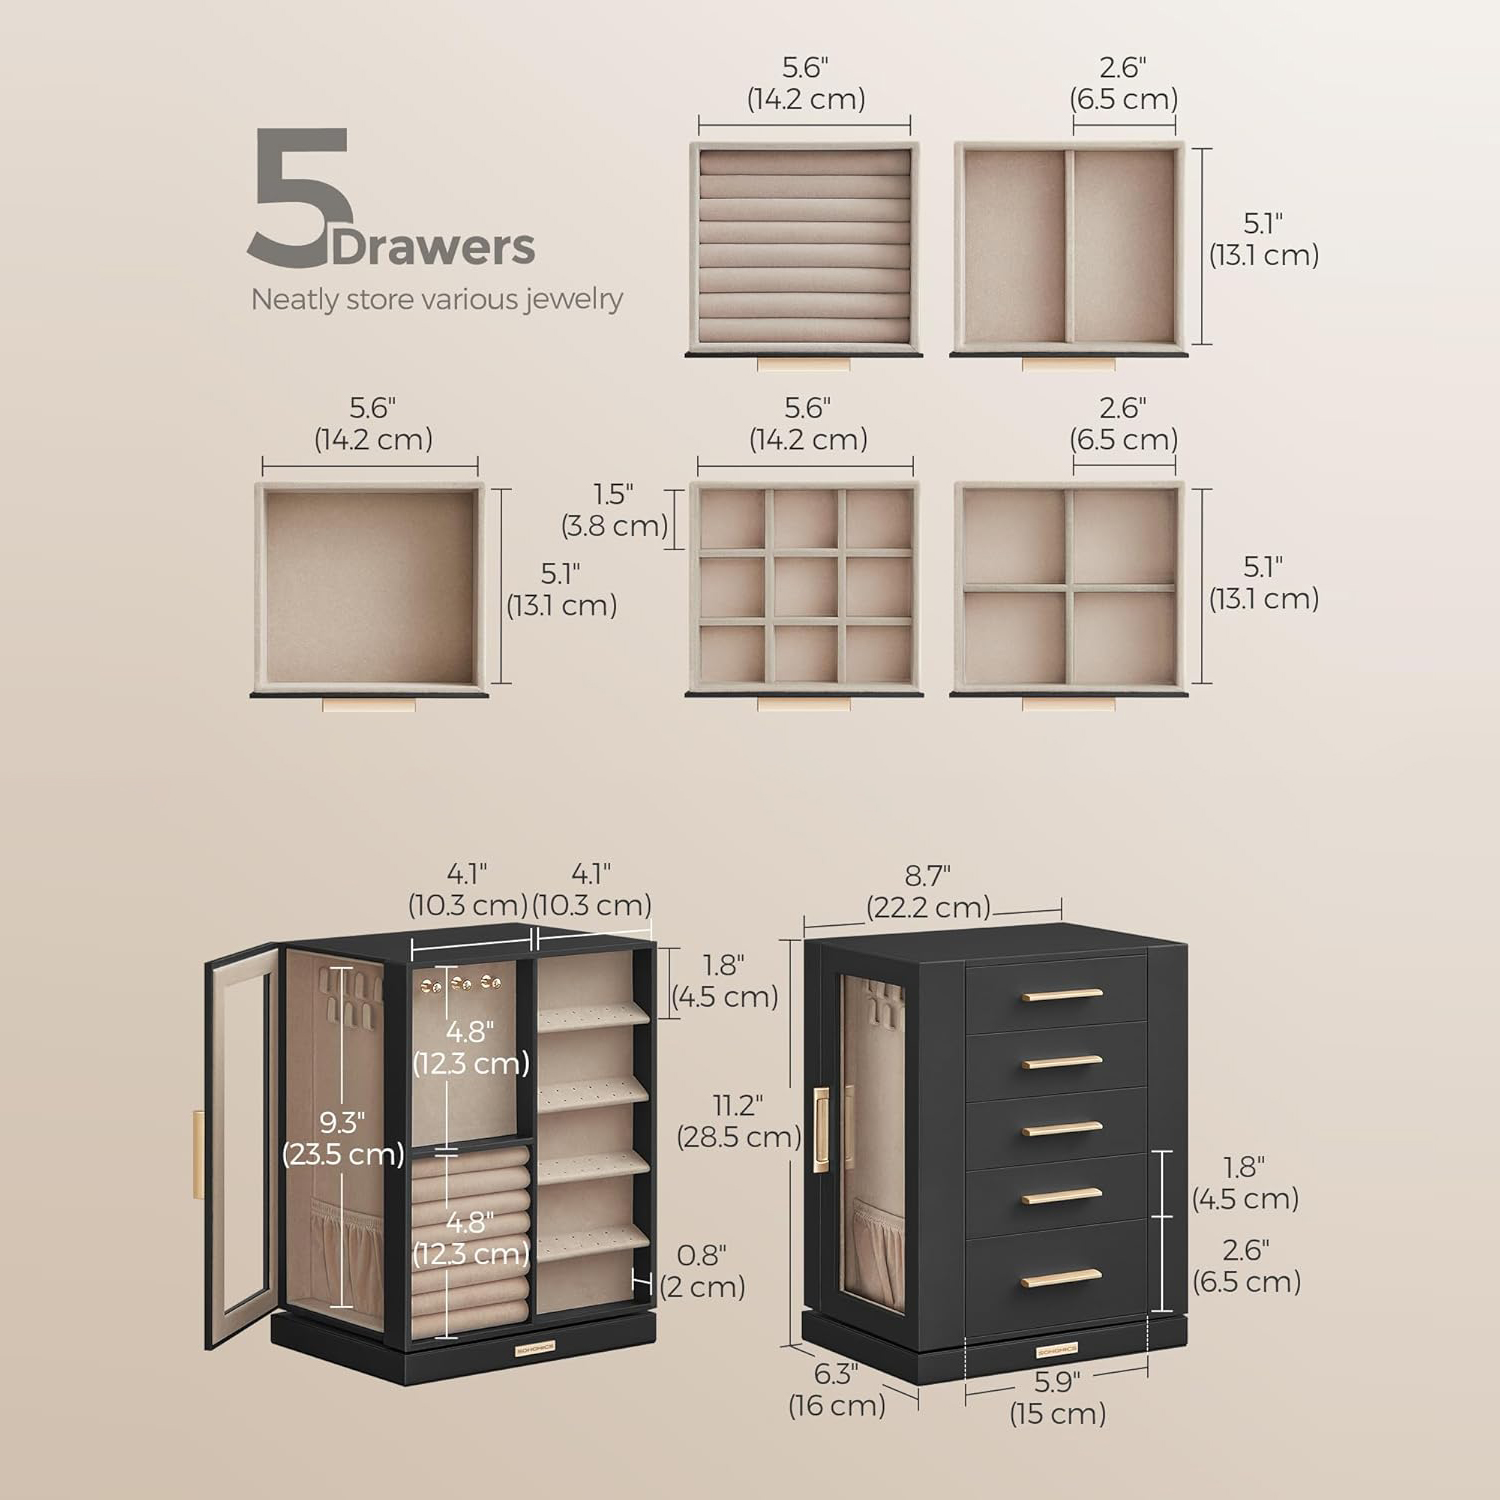 5 Drawers
Neatly store various jewelry
5.6"
(14.2 cm)
2.6"
(6.5 cm)
5.1"
(13.1 cm)
5.6"
(14.2 cm)
5.1"
(13.1 cm)
5.6"
(14.2 cm)
1.5"
(3.8 cm)
2.6"
(6.5 cm)
5.1"
(13.1 cm)
4.1"
(10.3 cm)
4.1"
(10.3 cm)
1.8"
(4.5 cm)
4.8"
(12.3 cm)
9.3"
(23.5 cm)
4.8"
(12.3 cm)
0.8"
(2 cm)
SONGMICS
8.7"
(22.2 cm)
11.2"
(28.5 cm)
1.8"
(4.5 cm)
2.6"
(6.5 cm)
SONGMICS
6.3"
(16 cm)
5.9"
(15 cm)